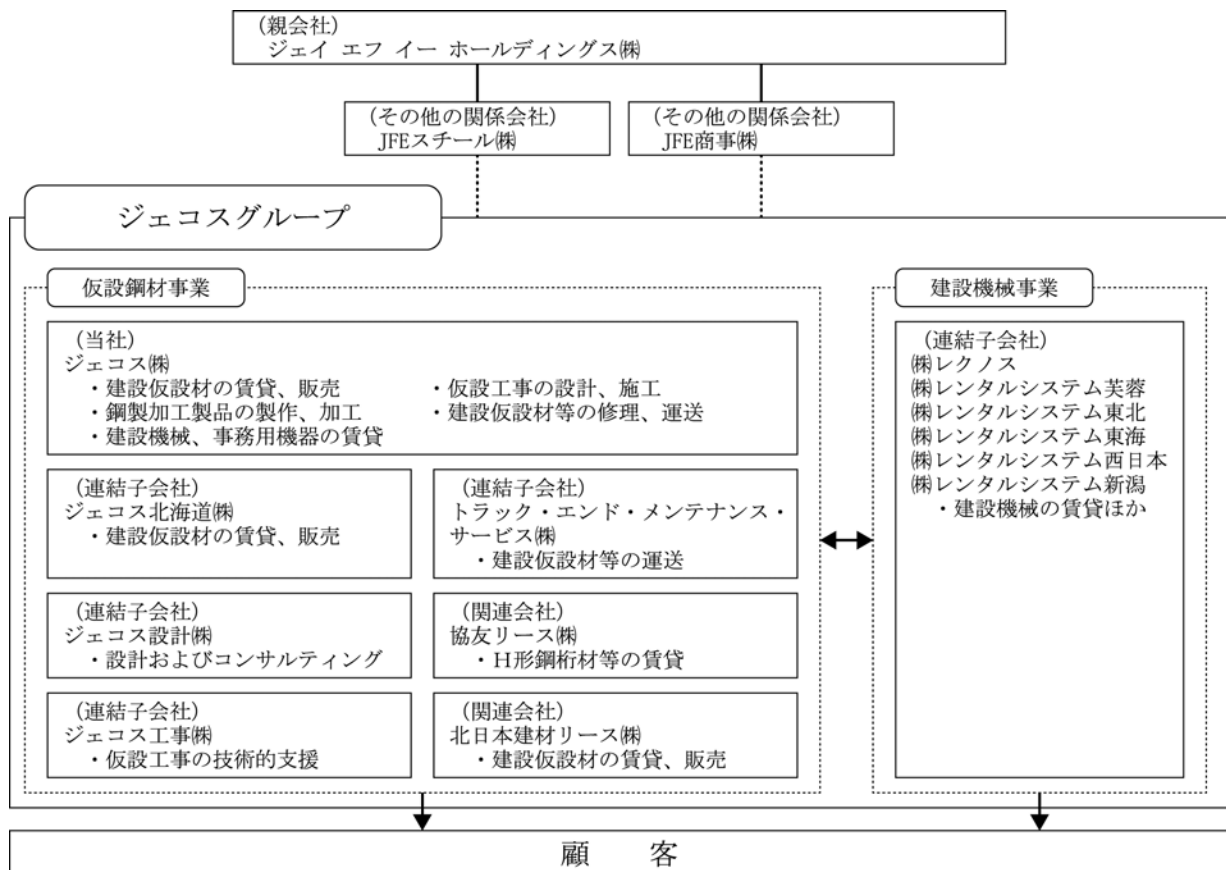 （親会社）
ジェイ エフ イー ホールディングス㈱
（その他の関係会社）
JFEスチール㈱
（その他の関係会社）
JFE商事㈱
ジェコスグループ
仮設鋼材事業
（当社）
ジェコス㈱
・建設仮設材の賃貸、販売
・仮設工事の設計、施工
・鋼製加工製品の製作、加工
・建設仮設材等の修理、運送
・建設機械、事務用機器の賃貸
（連結子会社）
ジェコス北海道㈱
・建設仮設材の賃貸、販売
（連結子会社）
トラック・エンド・メンテナンス・
サービス㈱
・建設仮設材等の運送
（連結子会社）
ジェコス設計㈱
・設計およびコンサルティング
（関連会社）
協友リース㈱
・Ｈ形鋼桁材等の賃貸
（連結子会社）
ジェコス工事㈱
・仮設工事の技術的支援
（関連会社）
北日本建材リース㈱
・建設仮設材の賃貸、販売
建設機械事業
（連結子会社）
㈱レクノス
㈱レンタルシステム芙蓉
㈱レンタルシステム東北
㈱レンタルシステム東海
㈱レンタルシステム西日本
㈱レンタルシステム新潟
・建設機械の賃貸ほか
顧　　客